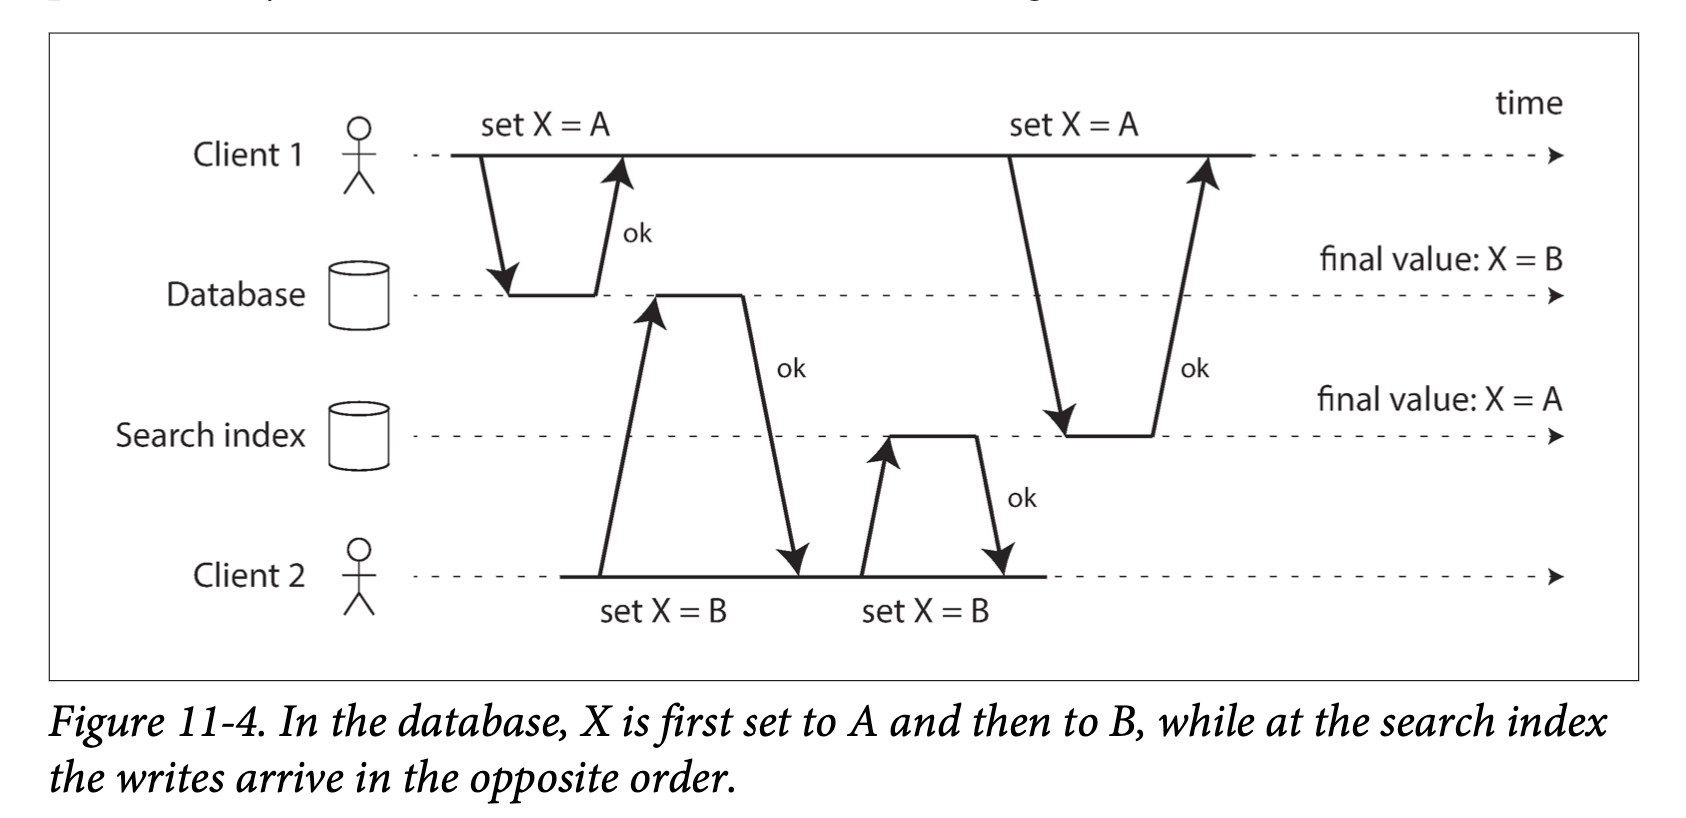 time
set X = A
set X = A
Client 1
ok
final value: X = B
Database
ok
ok
final value: X = A
Search index
ok
Client 2
set X = B
set X = B
Figure 11-4. In the database, X is first set to A and then to B, while at the search index
the writes arrive in the opposite order.